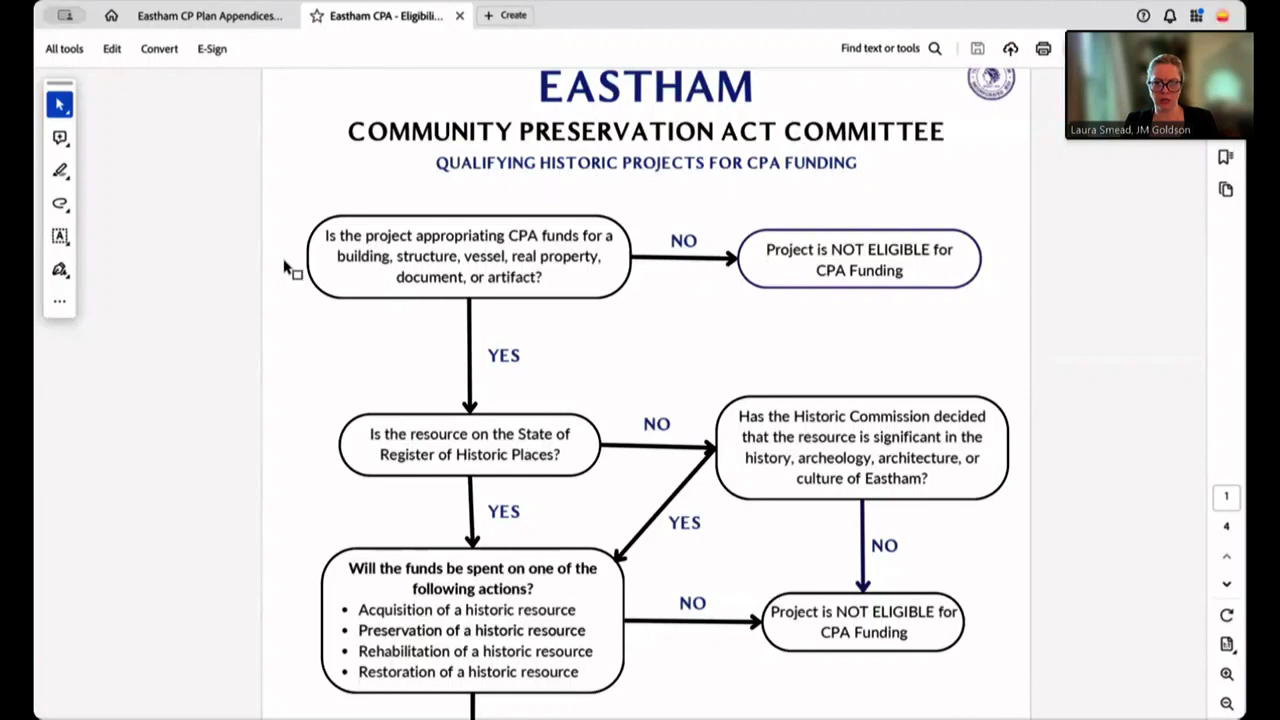 Eastham CP Plan Appendices...
Eastham CPA - Eligibili...
Create
All tools
Edit
Convert
E-Sign
Find text or tools
Laura Smead, JM Goldson
EASTHAM
COMMUNITY PRESERVATION ACT COMMITTEE
QUALIFYING HISTORIC PROJECTS FOR CPA FUNDING
Is the project appropriating CPA funds for a
building, structure, vessel, real property,
document, or artifact?
NO
Project is NOT ELIGIBLE for
CPA Funding
YES
Is the resource on the State of
Register of Historic Places?
NO
Has the Historic Commission decided
that the resource is significant in the
history, archeology, architecture, or
culture of Eastham?
YES
YES
NO
Will the funds be spent on one of the
following actions?
• Acquisition of a historic resource
• Preservation of a historic resource
• Rehabilitation of a historic resource
• Restoration of a historic resource
NO
Project is NOT ELIGIBLE for
CPA Funding
1
4